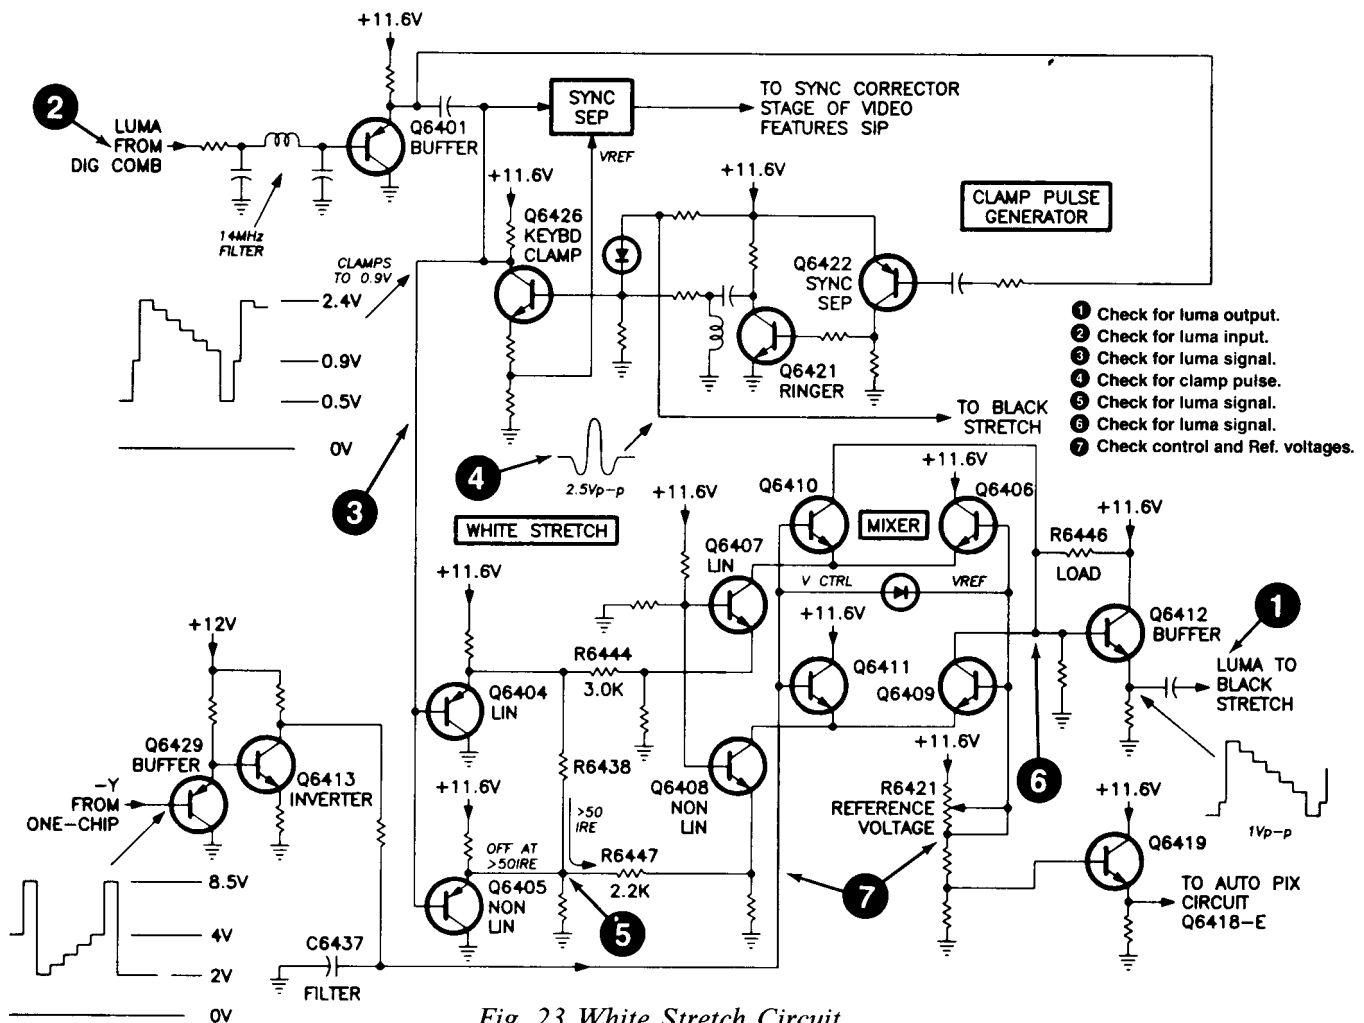 +11.6V
2
LUMA
FROM
DIG COMB
Q6401
BUFFER
14MHz
FILTER
SYNC
SEP
TO SYNC CORRECTOR
STAGE OF VIDEO
FEATURES SIP
VREF
+11.6V
Q6426
KEYBD
CLAMP
+11.6V
CLAMP PULSE
GENERATOR
Q6422
SYNC
SEP
Q6421
RINGER
CLAMPS
TO 0.9V
2.4V
0.9V
0.5V
0V
1 Check for luma output.
2 Check for luma input.
3 Check for luma signal.
4 Check for clamp pulse.
5 Check for luma signal.
6 Check for luma signal.
7 Check control and Ref. voltages.
TO BLACK
STRETCH
3
4
2.5Vp-p
WHITE STRETCH
+11.6V
Q6407
LIN
Q6410
MIXER
+11.6V
Q6406
V CTRL
VREF
+11.6V
R6446
LOAD
Q6412
BUFFER
1
LUMA TO
BLACK
STRETCH
1Vp-p
+11.6V
Q6411
Q6409
+11.6V
Q6404
LIN
R6444
3.0K
R6438
Q6408
NON
LIN
+11.6V
R6421
REFERENCE
VOLTAGE
6
+11.6V
Q6419
TO AUTO PIX
CIRCUIT
Q6418-E
7
+12V
Q6429
BUFFER
Q6413
INVERTER
-Y
FROM
ONE-CHIP
+11.6V
OFF AT
>50IRE
>50
IRE
R6447
2.2K
Q6405
NON
LIN
5
8.5V
4V
2V
0V
C6437
FILTER
Fig. 23 White Stretch Circuit